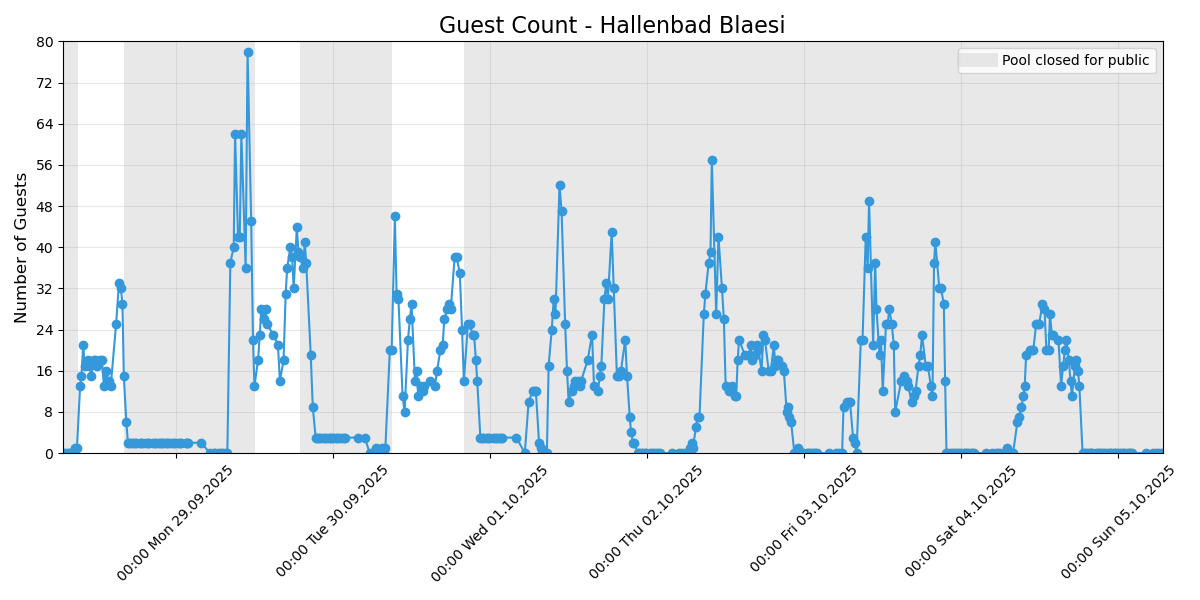 Guest Count - Hallenbad Blaesi
Number of Guests
80
72
64
56
48
40
32
24
16
8
0
Pool closed for public
00:00 Mon 29.09.2025
00:00 Tue 30.09.2025
00:00 Wed 01.10.2025
00:00 Thu 02.10.2025
00:00 Fri 03.10.2025
00:00 Sat 04.10.2025
00:00 Sun 05.10.2025